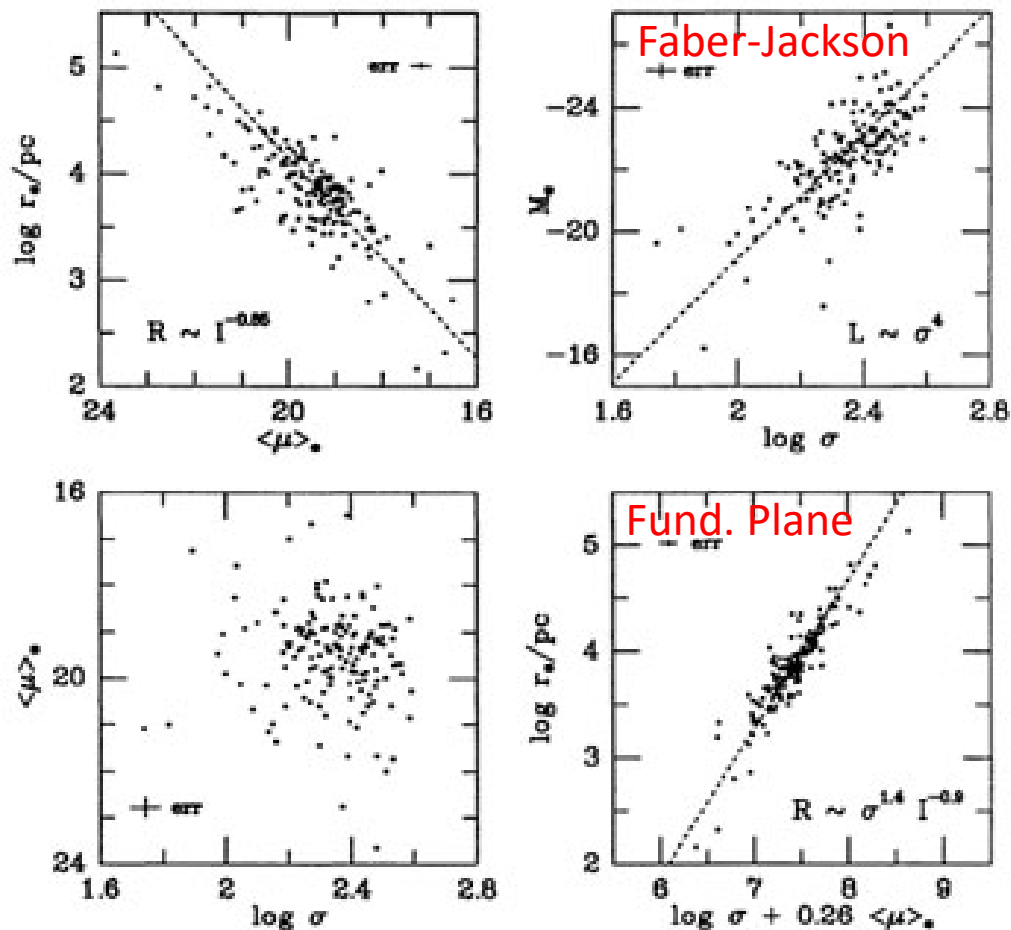 5
4
3
2
log r_e/pc
err
R ~ I^-0.85
24
20
16
<μ>_e
Faber-Jackson
err
-24
-20
-16
M_e
L ~ σ^4
1.6
2
2.4
2.8
log σ
16
20
24
<μ>_e
err
1.6
2
2.4
2.8
log σ
Fund. Plane
err
5
4
3
2
log r_e/pc
R ~ σ^1.4 I^-0.9
6
7
8
9
log σ + 0.26 <μ>_e